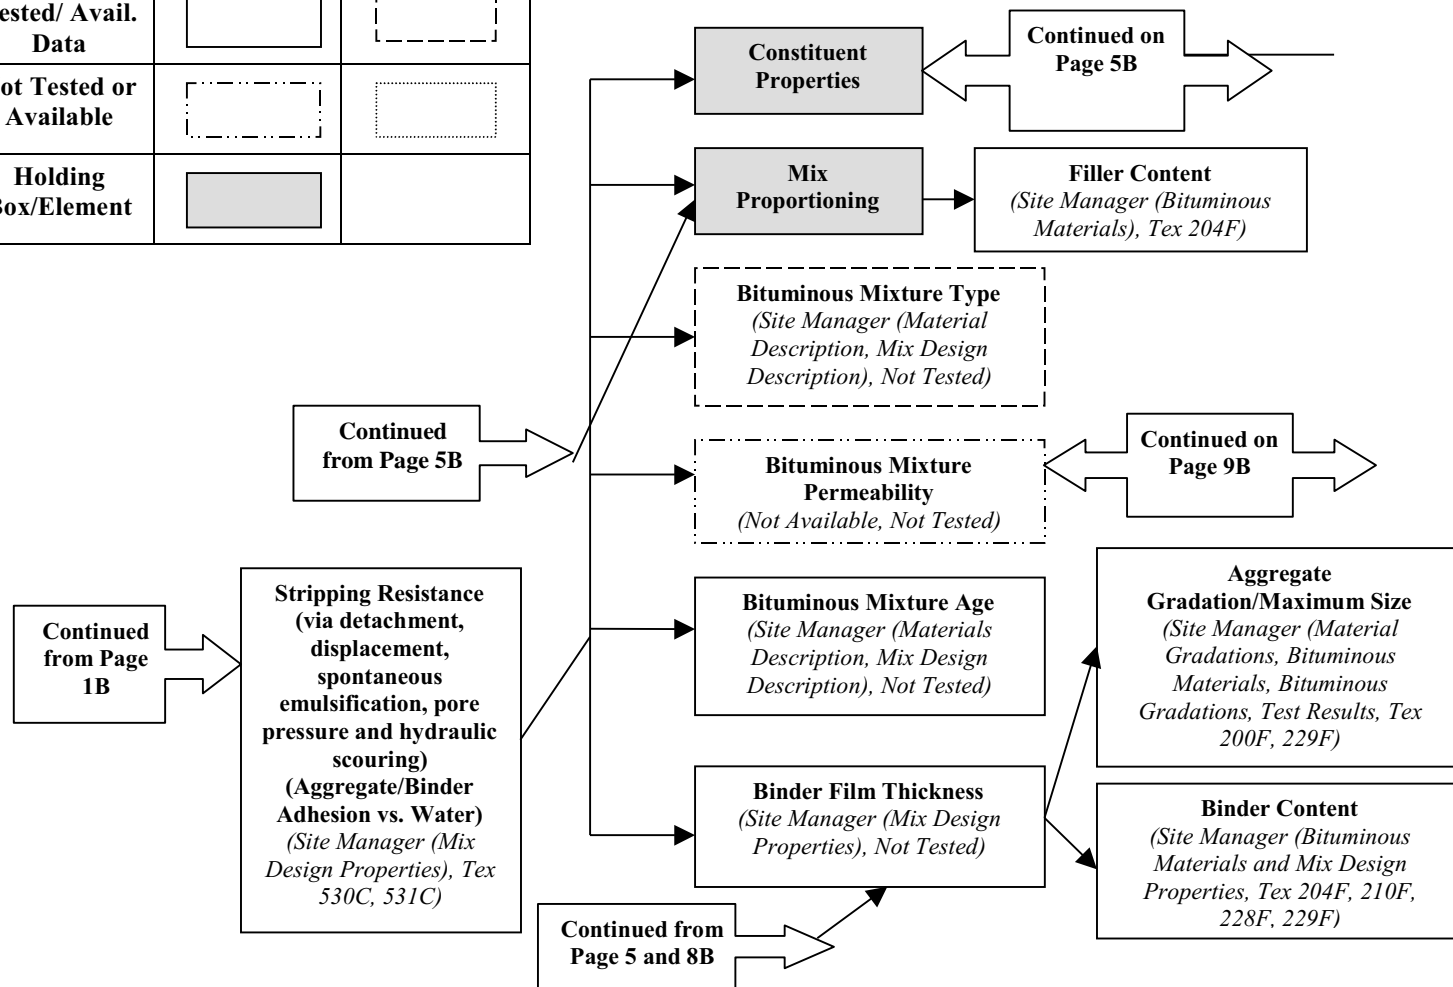 Data
Available
Holding
Constituent
Properties
Continued on
Page 5B
Mix
Proportioning
Filler Content
(Site Manager (Bituminous
Materials), Tex 204F)
Bituminous Mixture Type
(Site Manager (Material
Description, Mix Design
Description), Not Tested)
Continued
from Page 5B
Bituminous Mixture
Permeability
(Not Available, Not Tested)
Continued on
Page 9B
Continued
from Page
1B
Stripping Resistance
(via detachment,
displacement,
spontaneous
emulsification, pore
pressure and hydraulic
scouring)
(Aggregate/Binder
Adhesion vs. Water)
(Site Manager (Mix
Design Properties), Tex
530C, 531C)
Bituminous Mixture Age
(Site Manager (Materials
Description, Mix Design
Description), Not Tested)
Aggregate
Gradation/Maximum Size
(Site Manager (Material
Gradations, Bituminous
Materials, Bituminous
Gradations, Test Results, Tex
200F, 229F)
Binder Film Thickness
(Site Manager (Mix Design
Properties), Not Tested)
Binder Content
(Site Manager (Bituminous
Materials and Mix Design
Properties, Tex 204F, 210F,
228F, 229F)
Continued from
Page 5 and 8B